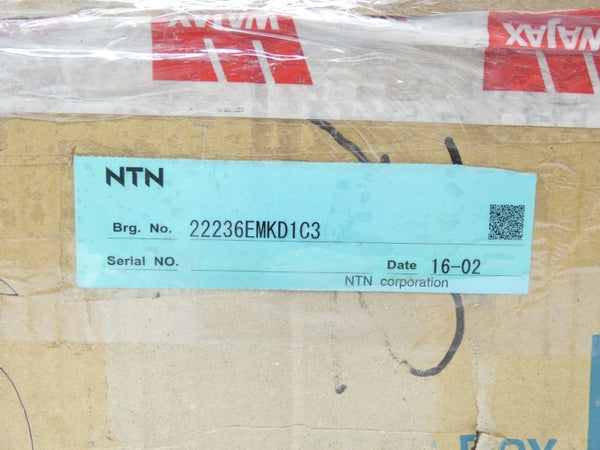 WAJAX
WAJAX
NTN
Brg. No. 22236EMKD1C3
Serial NO.
Date 16-02
NTN corporation